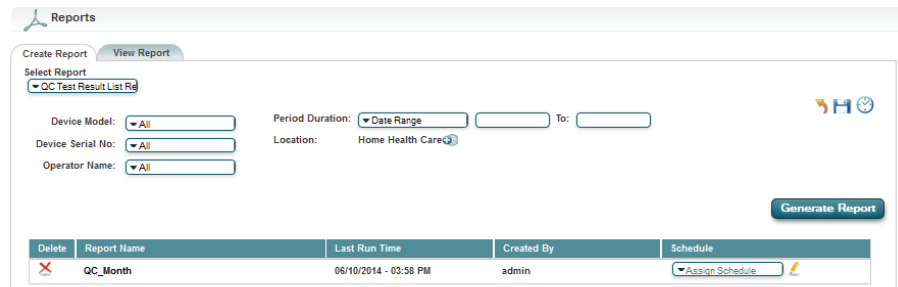 Reports
Create Report View Report
Select Report
QC Test Result List Re
Device Model: All Period Duration: Date Range To:
Device Serial No: All Location: Home Health Care
Operator Name: All
Generate Report
Delete Report Name Last Run Time Created By Schedule
QC_Month 06/10/2014 - 03:58 PM admin Assign Schedule